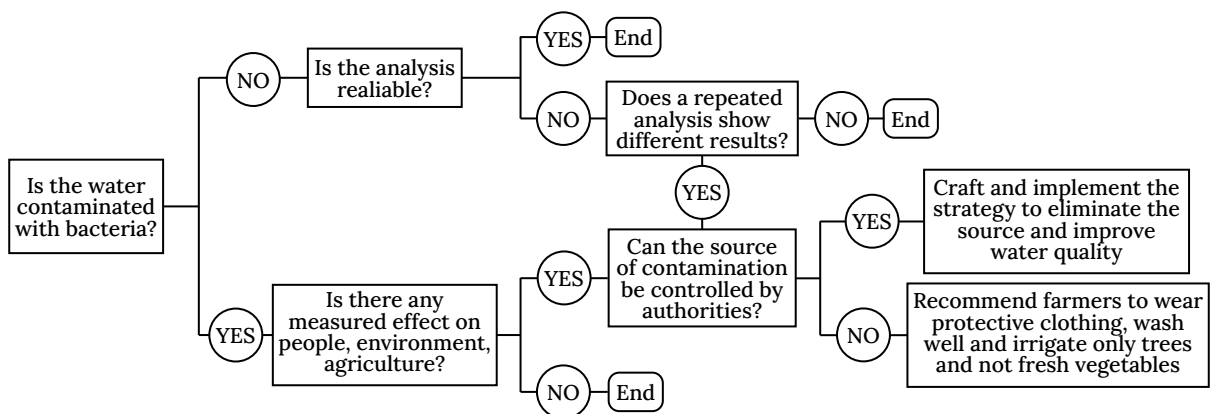 Is the water
contaminated
with bacteria?
NO
Is the analysis
realiable?
YES
End
NO
Does a repeated
analysis show
different results?
NO
End
YES
YES
Is there any
measured effect on
people, environment,
agriculture?
YES
Can the source
of contamination
be controlled by
authorities?
YES
Craft and implement the
strategy to eliminate the
source and improve
water quality
NO
Recommend farmers to wear
protective clothing, wash
well and irrigate only trees
and not fresh vegetables
NO
End